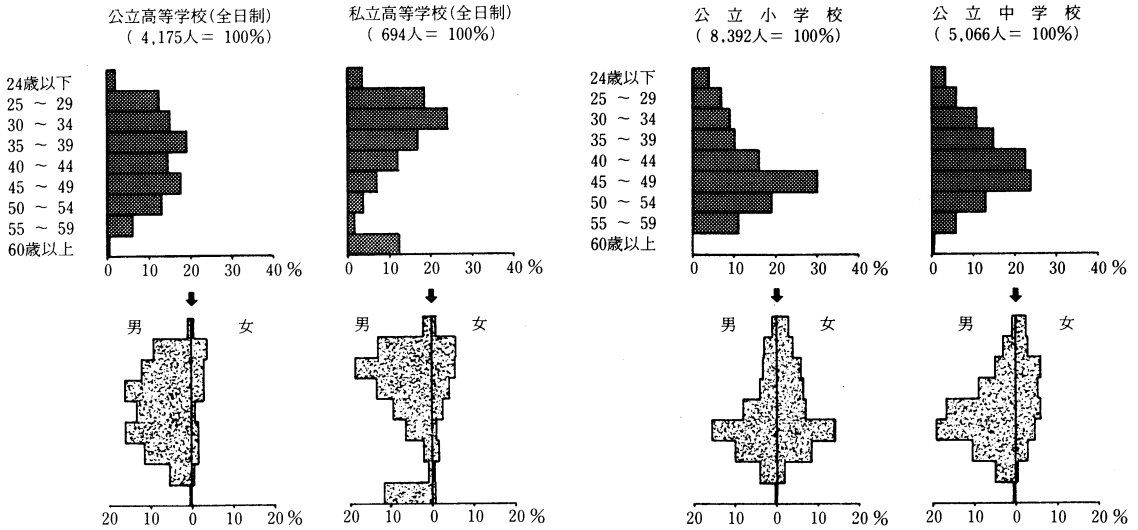 公立高等学校(全日制)
( 4,175人= 100%)
私立高等学校(全日制)
( 694人= 100%)
公 立 小 学 校
( 8,392人= 100%)
公 立 中 学 校
( 5,066人= 100%)
24歳以下
25 ~ 29
30 ~ 34
35 ~ 39
40 ~ 44
45 ~ 49
50 ~ 54
55 ~ 59
60歳以上
0 10 20 30 40 %
0 10 20 30 40 %
24歳以下
25 ~ 29
30 ~ 34
35 ~ 39
40 ~ 44
45 ~ 49
50 ~ 54
55 ~ 59
60歳以上
0 10 20 30 40 %
0 10 20 30 40 %
男 女
男 女
男 女
男 女
20 10 0 10 20 %
20 10 0 10 20 %
20 10 0 10 20 %
20 10 0 10 20 %